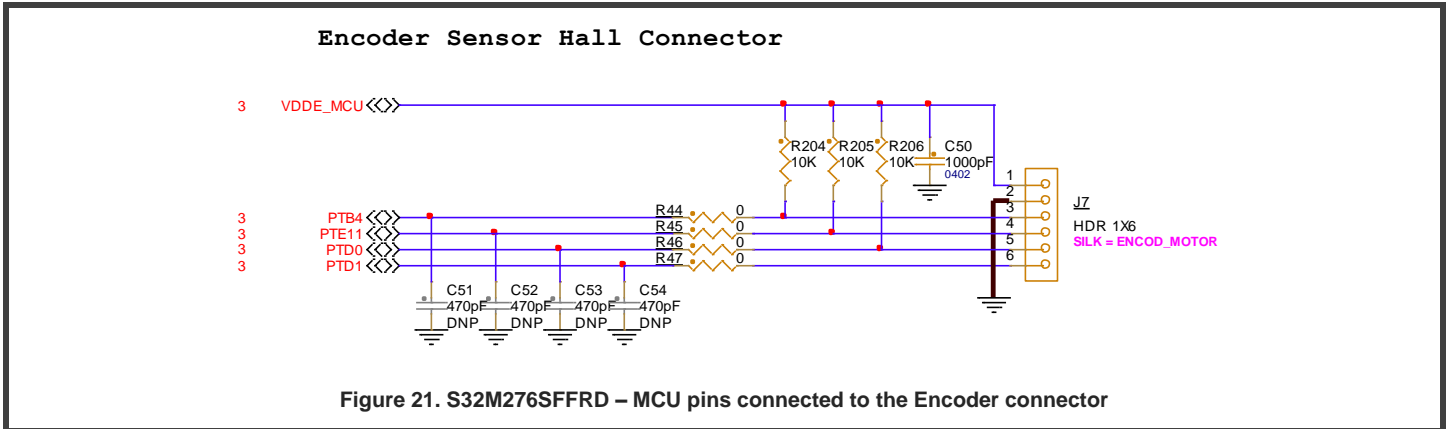 Encoder Sensor Hall Connector
3 VDDE_MCU
R204 R205 R206 C50
10K 10K 10K 1000pF
0402
1
2
3
4
5
6
J7
HDR 1X6
SILK = ENCOD_MOTOR
3 PTB4 R44 0
3 PTE11 R45 0
3 PTD0 R46 0
3 PTD1 R47 0
C51 C52 C53 C54
470pF 470pF 470pF 470pF
DNP DNP DNP DNP
Figure 21. S32M276SFFRD – MCU pins connected to the Encoder connector